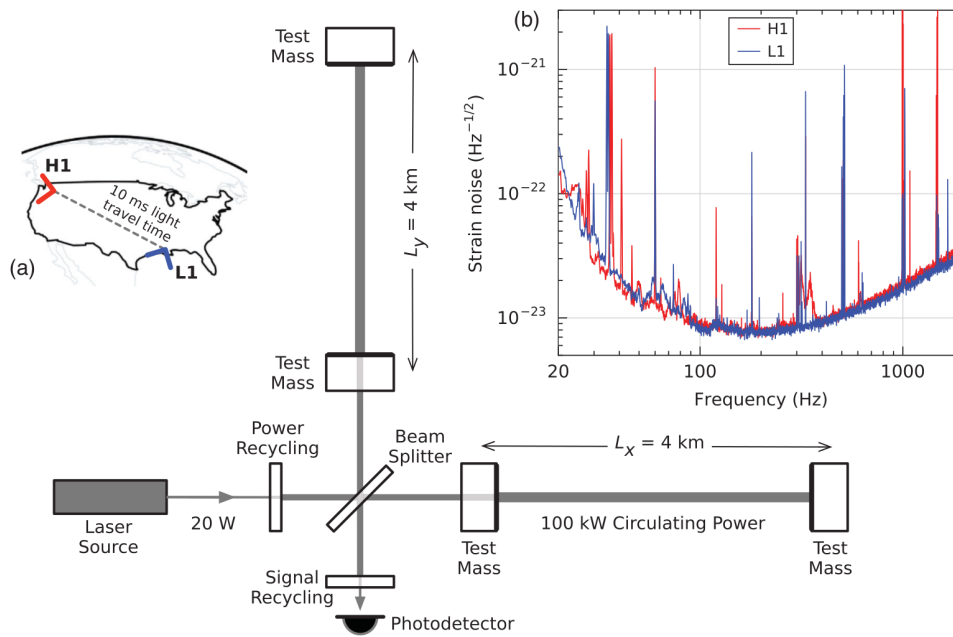 Test
Mass
L_y = 4 km
Test
Mass
(a)
H1
10 ms light
travel time
L1
(b)
H1
L1
Strain noise (Hz^{-1/2})
10^{-21}
10^{-22}
10^{-23}
20
100
1000
Frequency (Hz)
Power
Recycling
Beam
Splitter
L_x = 4 km
Laser
Source
20 W
100 kW Circulating Power
Test
Mass
Test
Mass
Signal
Recycling
Photodetector